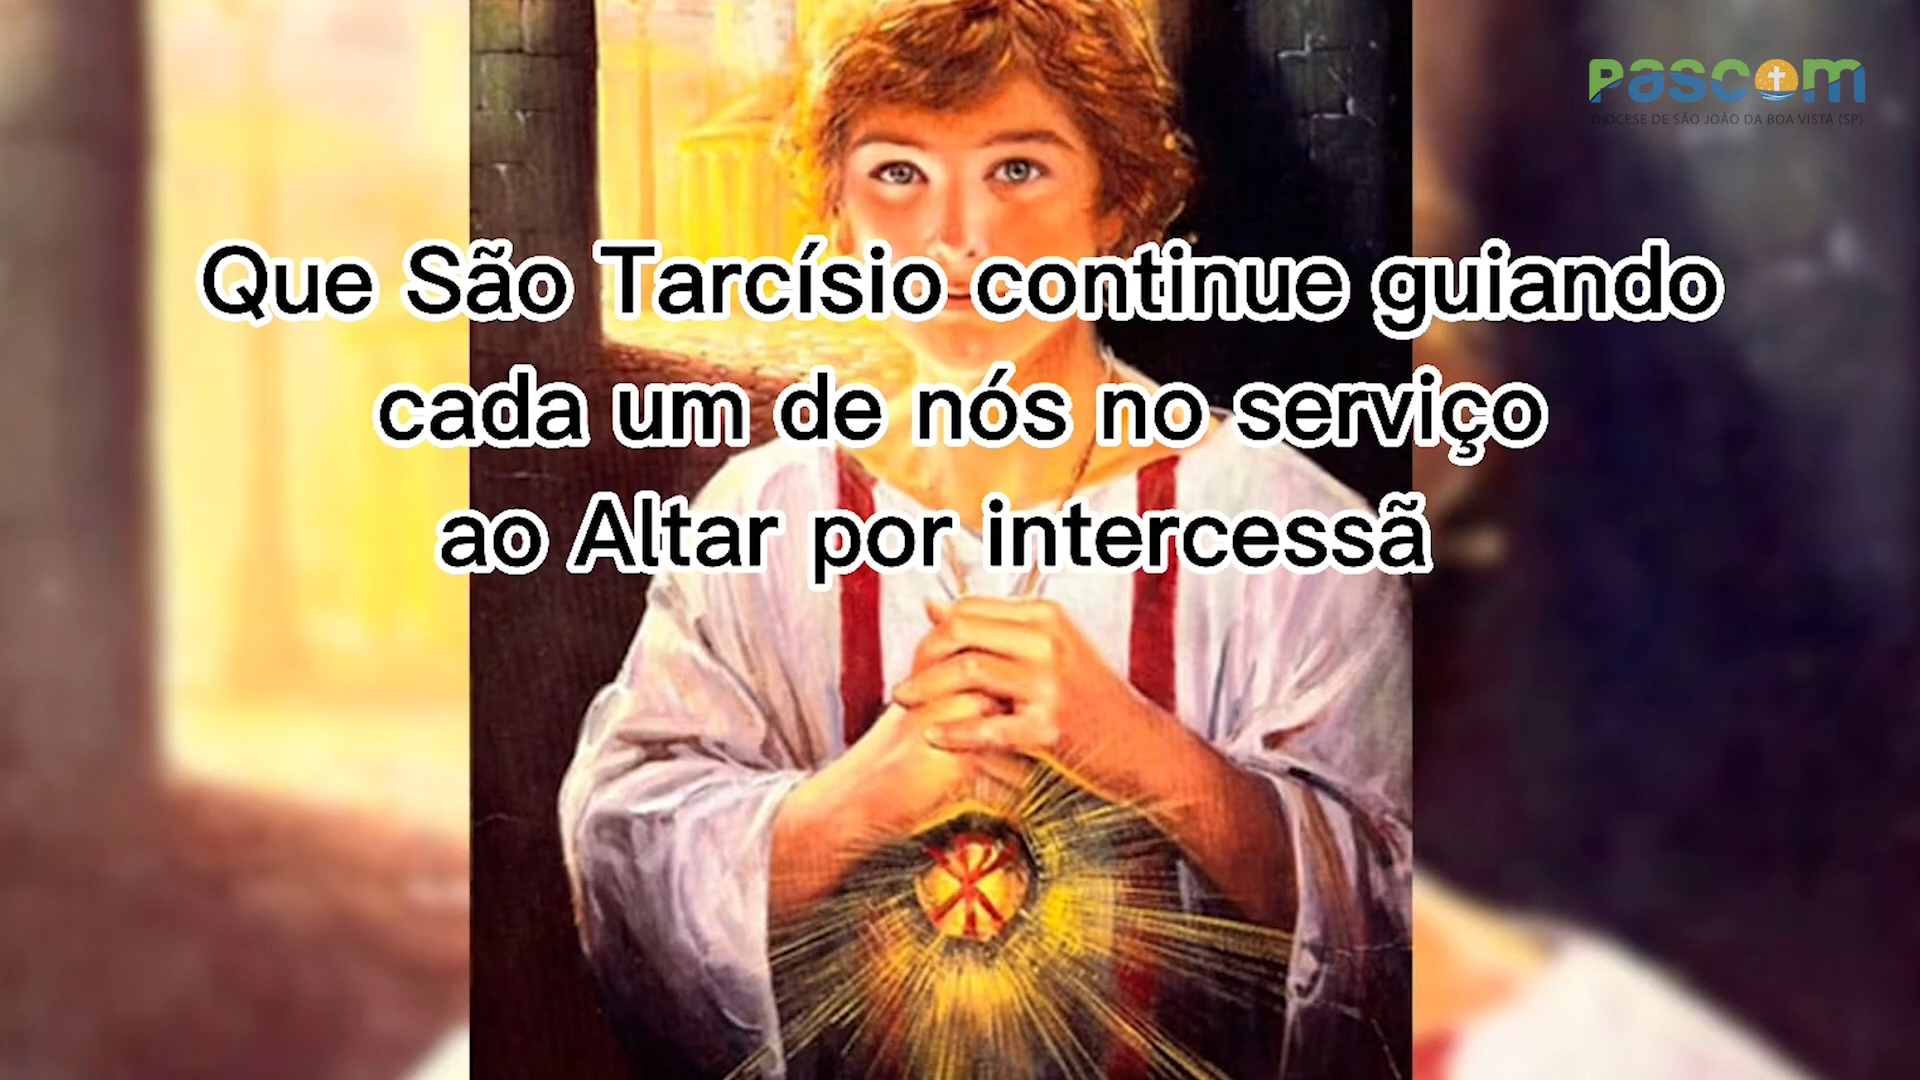 pascom
DIOCESE DE SÃO JOÃO DA BOA VISTA (SP)
Que São Tarcísio continue guiando
cada um de nós no serviço
ao Altar por intercessã